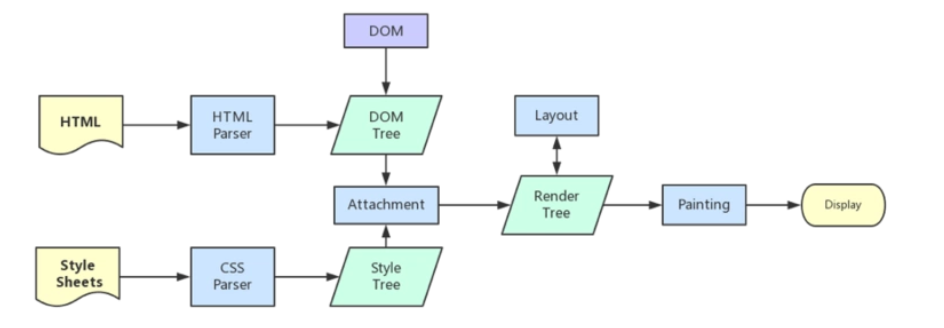 DOM
HTML
HTML
Parser
DOM
Tree
Layout
Attachment
Render
Tree
Painting
Display
Style
Sheets
CSS
Parser
Style
Tree